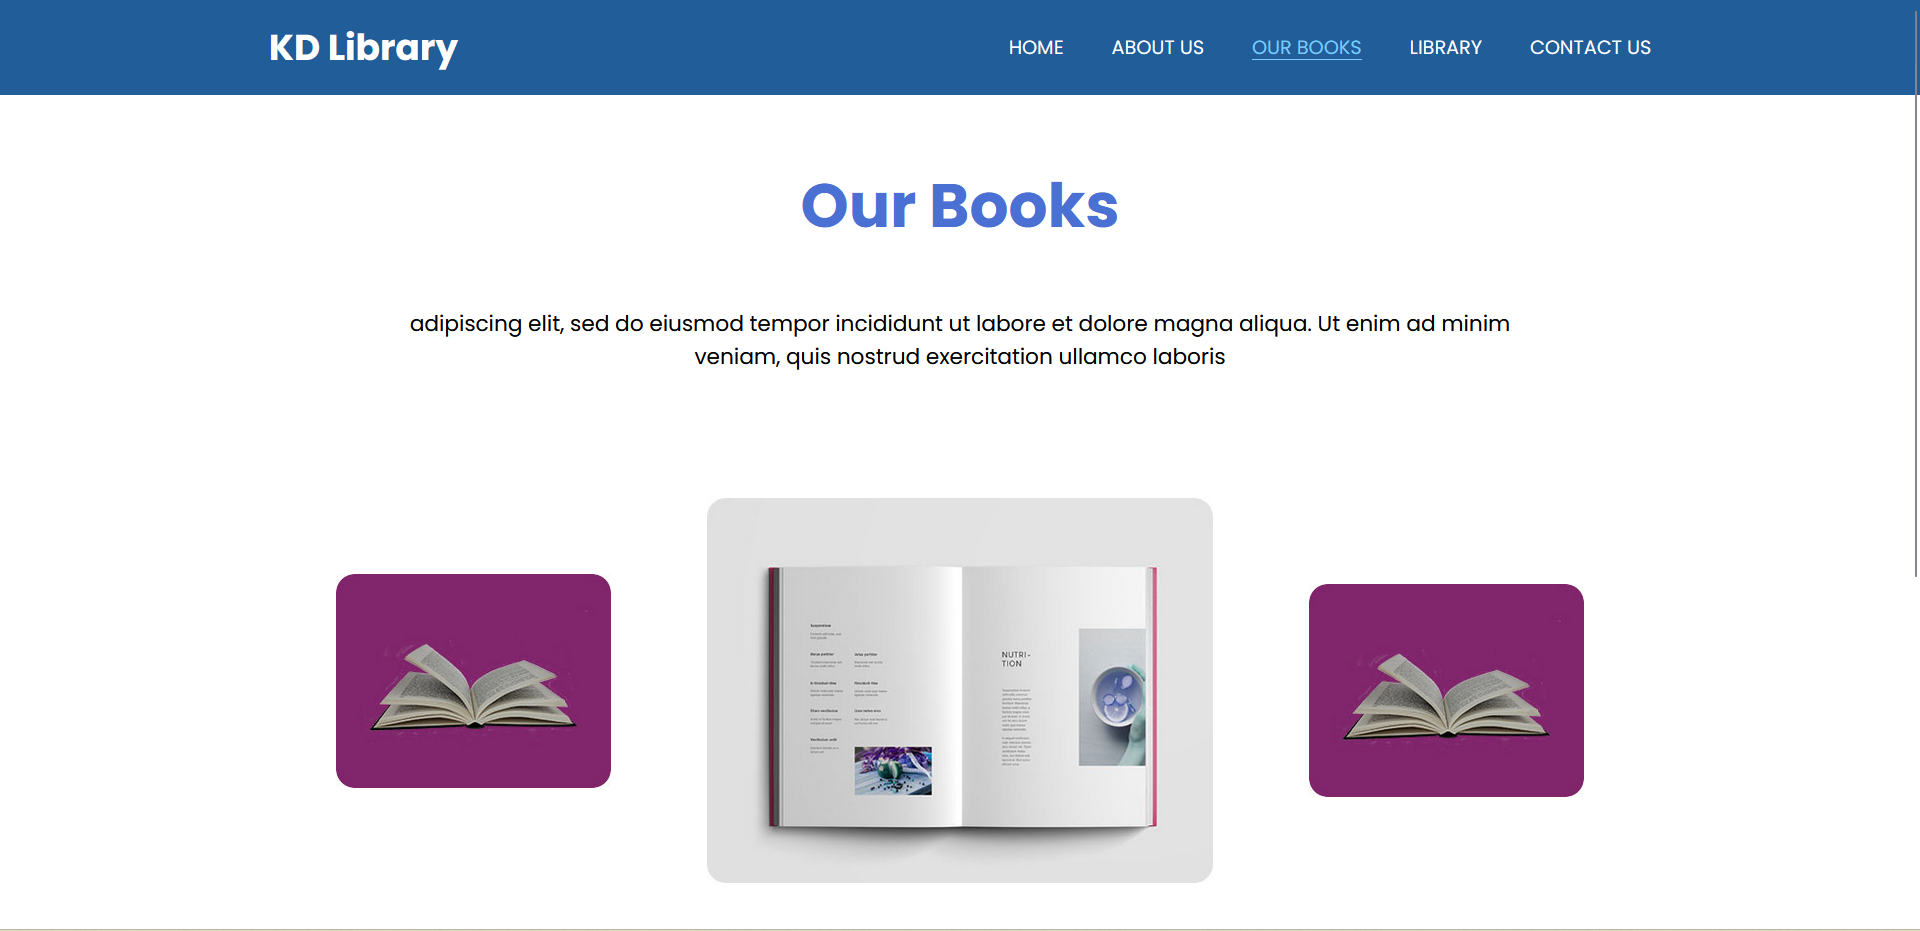 KD Library
HOME
ABOUT US
OUR BOOKS
LIBRARY
CONTACT US
Our Books
adipiscing elit, sed do eiusmod tempor incididunt ut labore et dolore magna aliqua. Ut enim ad minim
veniam, quis nostrud exercitation ullamco laboris
NUTRI-
TION